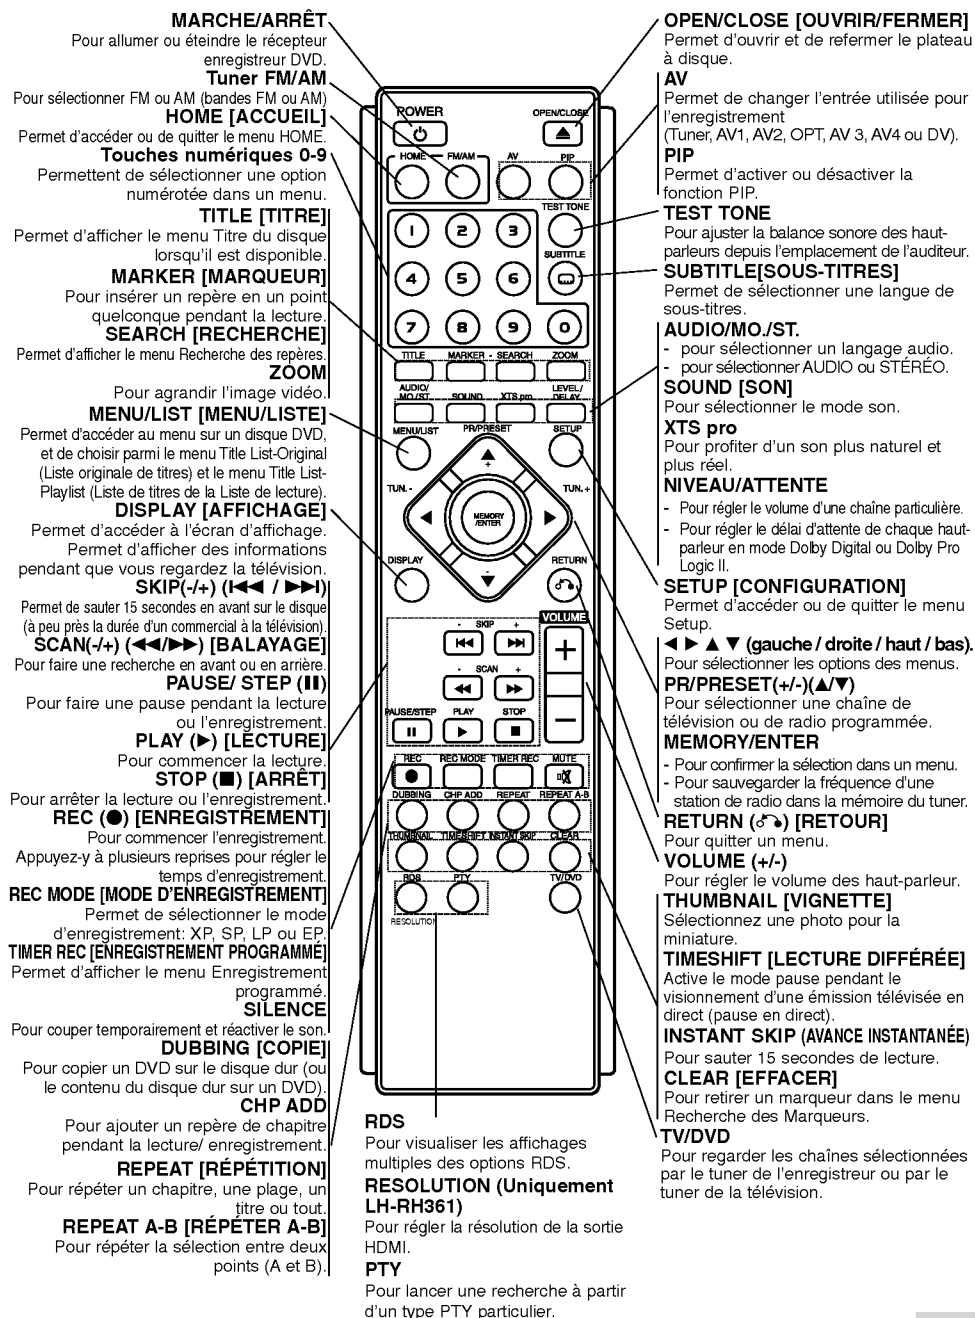 MARCHE/ARRÊT
Pour allumer ou éteindre le récepteur
enregistreur DVD.
Tuner FM/AM
Pour sélectionner FM ou AM (bandes FM ou AM)
HOME [ACCUEIL]
Permet d'accéder ou de quitter le menu HOME.
Touches numériques 0-9
Permettent de sélectionner une option
numérotée dans un menu.
TITLE [TITRE]
Permet d'afficher le menu Titre du disque
lorsqu'il est disponible.
MARKER [MARQUEUR]
Pour insérer un repère en un point
quelconque pendant la lecture.
SEARCH [RECHERCHE]
Permet d'afficher le menu Recherche des repères.
ZOOM
Pour agrandir l'image vidéo.
MENU/LIST [MENU/LISTE]
Permet d'accéder au menu sur un disque DVD,
et de choisir parmi le menu Title List-Original
(Liste originale de titres) et le menu Title List-
Playlist (Liste de titres de la Liste de lecture).
DISPLAY [AFFICHAGE]
Permet d'accéder à l'écran d'affichage.
Permet d'afficher des informations
pendant que vous regardez la télévision.
SKIP(-/+) (⏮ / ⏭)
Permet de sauter 15 secondes en avant sur le disque
(à peu près la durée d'un commercial à la télévision).
SCAN(-/+) (◀◀/▶▶) [BALAYAGE]
Pour faire une recherche en avant ou en arrière.
PAUSE/ STEP (II)
Pour faire une pause pendant la lecture
ou l'enregistrement.
PLAY (▶) [LECTURE]
Pour commencer la lecture.
STOP (■) [ARRÊT]
Pour arrêter la lecture ou l'enregistrement.
REC (●) [ENREGISTREMENT]
Pour commencer l'enregistrement.
Appuyez-y à plusieurs reprises pour régler le
temps d'enregistrement.
REC MODE [MODE D'ENREGISTREMENT]
Permet de sélectionner le mode
d'enregistrement: XP, SP, LP ou EP.
TIMER REC [ENREGISTREMENT PROGRAMMÉ]
Permet d'afficher le menu Enregistrement
programmé.
SILENCE
Pour couper temporairement et réactiver le son.
DUBBING [COPIE]
Pour copier un DVD sur le disque dur (ou
le contenu du disque dur sur un DVD).
CHP ADD
Pour ajouter un repère de chapitre
pendant la lecture/ enregistrement.
REPEAT [RÉPÉTITION]
Pour répéter un chapitre, une plage, un
titre ou tout.
REPEAT A-B [RÉPÉTER A-B]
Pour répéter la sélection entre deux
points (A et B).
POWER OPEN/CLOSE
HOME FM/AM AV PIP
TEST TONE
1 2 3
SUBTITLE
4 5 6
7 8 9 0
TITLE MARKER - SEARCH ZOOM
AUDIO/
MO./ST. SOUND XTS pro LEVEL/
DELAY
MENU/LIST PR/PRESET SETUP
+
TUN. - TUN. +
MEMORY
/ENTER
DISPLAY - RETURN
VOLUME
- SKIP +
+
- SCAN +
PAUSE/STEP PLAY STOP
−
REC REC MODE TIMER REC MUTE
DUBBING CHP ADD REPEAT REPEAT A-B
THUMBNAIL TIMESHIFT INSTANT SKIP CLEAR
RDS PTY TV/DVD
RESOLUTION
RDS
Pour visualiser les affichages
multiples des options RDS.
RESOLUTION (Uniquement
LH-RH361)
Pour régler la résolution de la sortie
HDMI.
PTY
Pour lancer une recherche à partir
d'un type PTY particulier.
OPEN/CLOSE [OUVRIR/FERMER]
Permet d'ouvrir et de refermer le plateau
à disque.
AV
Permet de changer l'entrée utilisée pour
l'enregistrement
(Tuner, AV1, AV2, OPT, AV 3, AV4 ou DV).
PIP
Permet d'activer ou désactiver la
fonction PIP.
TEST TONE
Pour ajuster la balance sonore des haut-
parleurs depuis l'emplacement de l'auditeur.
SUBTITLE[SOUS-TITRES]
Permet de sélectionner une langue de
sous-titres.
AUDIO/MO./ST.
- pour sélectionner un langage audio.
- pour sélectionner AUDIO ou STÉRÉO.
SOUND [SON]
Pour sélectionner le mode son.
XTS pro
Pour profiter d'un son plus naturel et
plus réel.
NIVEAU/ATTENTE
- Pour régler le volume d'une chaîne particulière.
- Pour régler le délai d'attente de chaque haut-
parleur en mode Dolby Digital ou Dolby Pro
Logic II.
SETUP [CONFIGURATION]
Permet d'accéder ou de quitter le menu
Setup.
◀ ▶ ▲ ▼ (gauche / droite / haut / bas).
Pour sélectionner les options des menus.
PR/PRESET(+/-)(▲/▼)
Pour sélectionner une chaîne de
télévision ou de radio programmée.
MEMORY/ENTER
- Pour confirmer la sélection dans un menu.
- Pour sauvegarder la fréquence d'une
station de radio dans la mémoire du tuner.
RETURN () [RETOUR]
Pour quitter un menu.
VOLUME (+/-)
Pour régler le volume des haut-parleur.
THUMBNAIL [VIGNETTE]
Sélectionnez une photo pour la
miniature.
TIMESHIFT [LECTURE DIFFÉRÉE]
Active le mode pause pendant le
visionnement d'une émission télévisée en
direct (pause en direct).
INSTANT SKIP (AVANCE INSTANTANÉE)
Pour sauter 15 secondes de lecture.
CLEAR [EFFACER]
Pour retirer un marqueur dans le menu
Recherche des Marqueurs.
TV/DVD
Pour regarder les chaînes sélectionnées
par le tuner de l'enregistreur ou par le
tuner de la télévision.